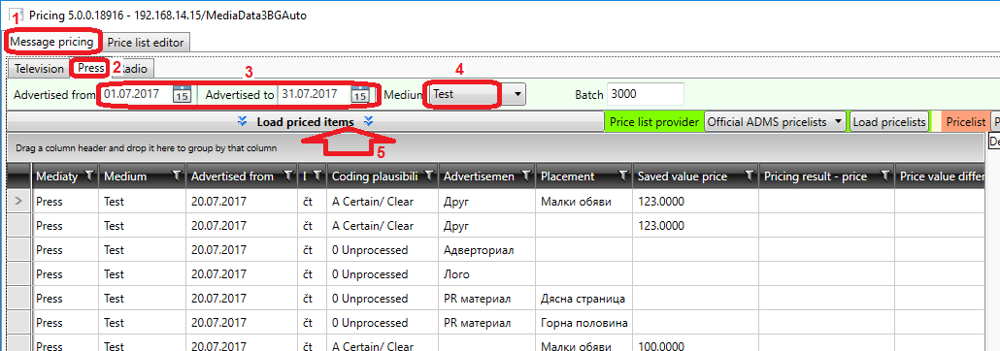 1
Pricing 5.0.0.18916 - 192.168.14.15/MediaData3BGAuto
Message pricing Price list editor
Television Press 2 Radio 3 4
Advertised from 01.07.2017 15 Advertised to 31.07.2017 15 Medium Test Batch 3000
Load priced items Price list provider Official ADMS pricelists Load pricelists Pricelist P
5
Drag a column header and drop it here to group by that column De
Mediaty Medium Advertised from I Coding plausibili Advertisemen Placement Saved value price Pricing result - price Price value differ
Press Test 20.07.2017 čt A Certain/ Clear Друг Малки обяви 123.0000
Press Test 20.07.2017 čt A Certain/ Clear Друг 123.0000
Press Test 20.07.2017 čt 0 Unprocessed Адверториал
Press Test 20.07.2017 čt 0 Unprocessed Лого
Press Test 20.07.2017 čt 0 Unprocessed PR материал Дясна страница
Press Test 20.07.2017 čt 0 Unprocessed PR материал Горна половина
Press Test 20.07.2017 čt A Certain/ Clear Малки обяви 100.0000